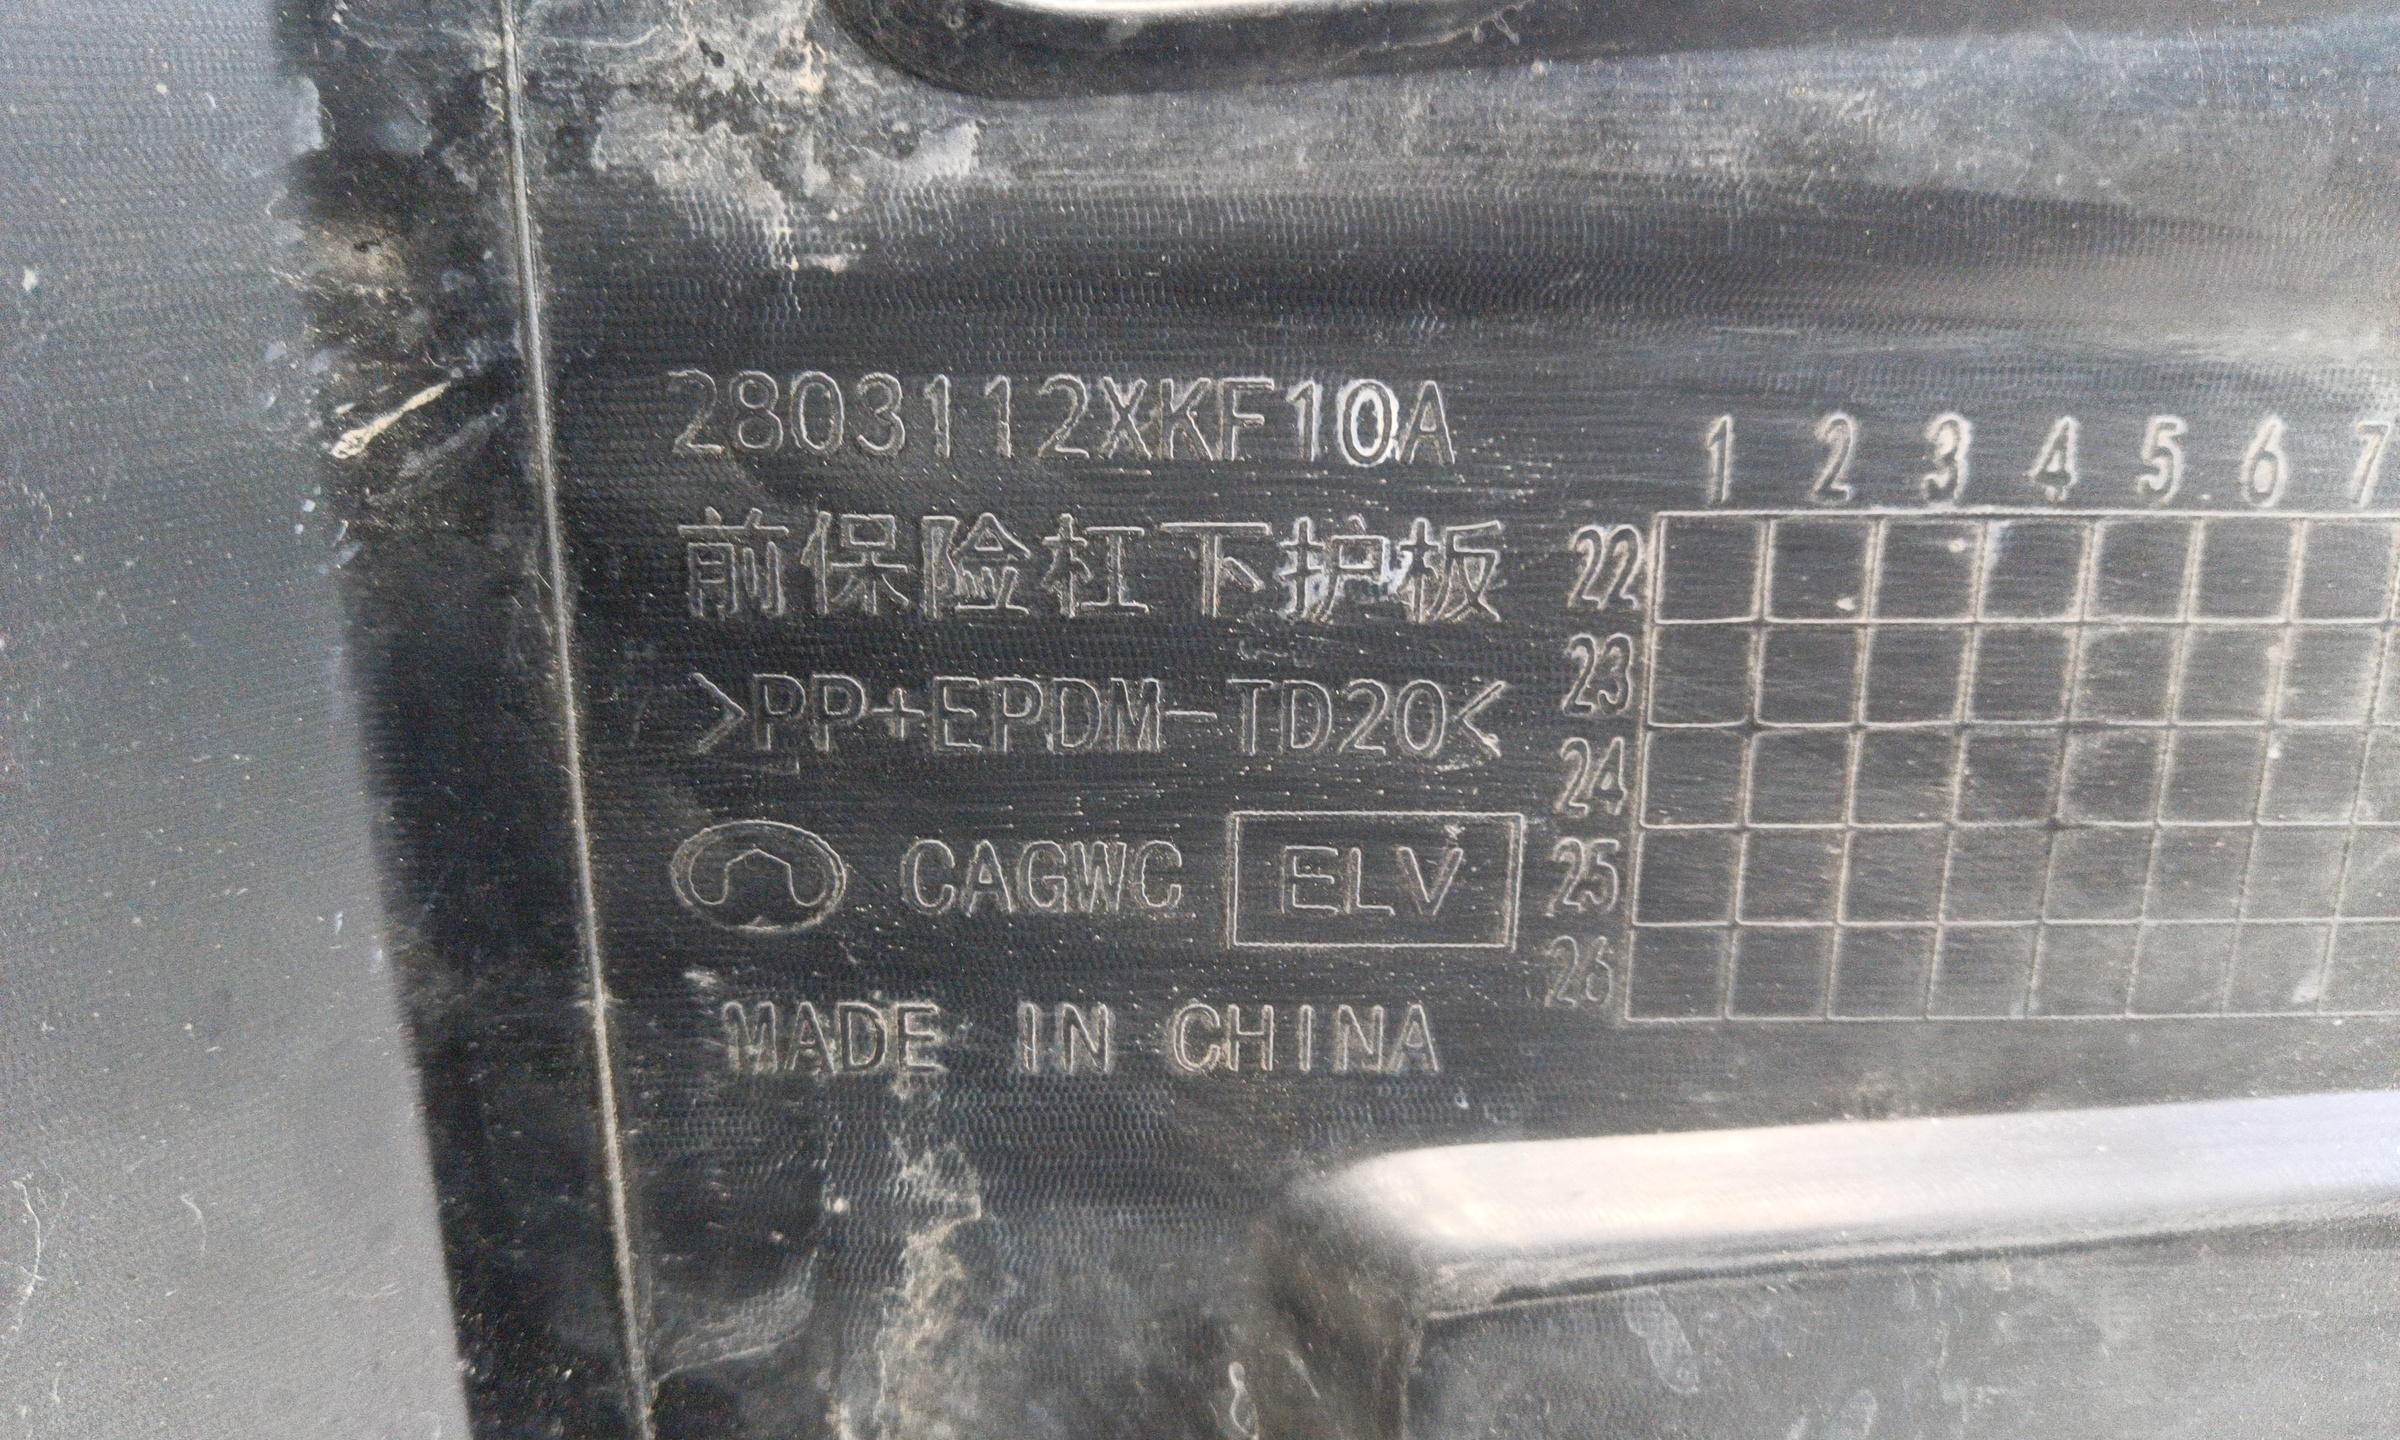 2803112XKF10A
前保险杠下护板
>PP+EPDM-TD20<
CAGWC ELV
MADE IN CHINA
1 2 3 4 5 6 7
22
23
24
25
26